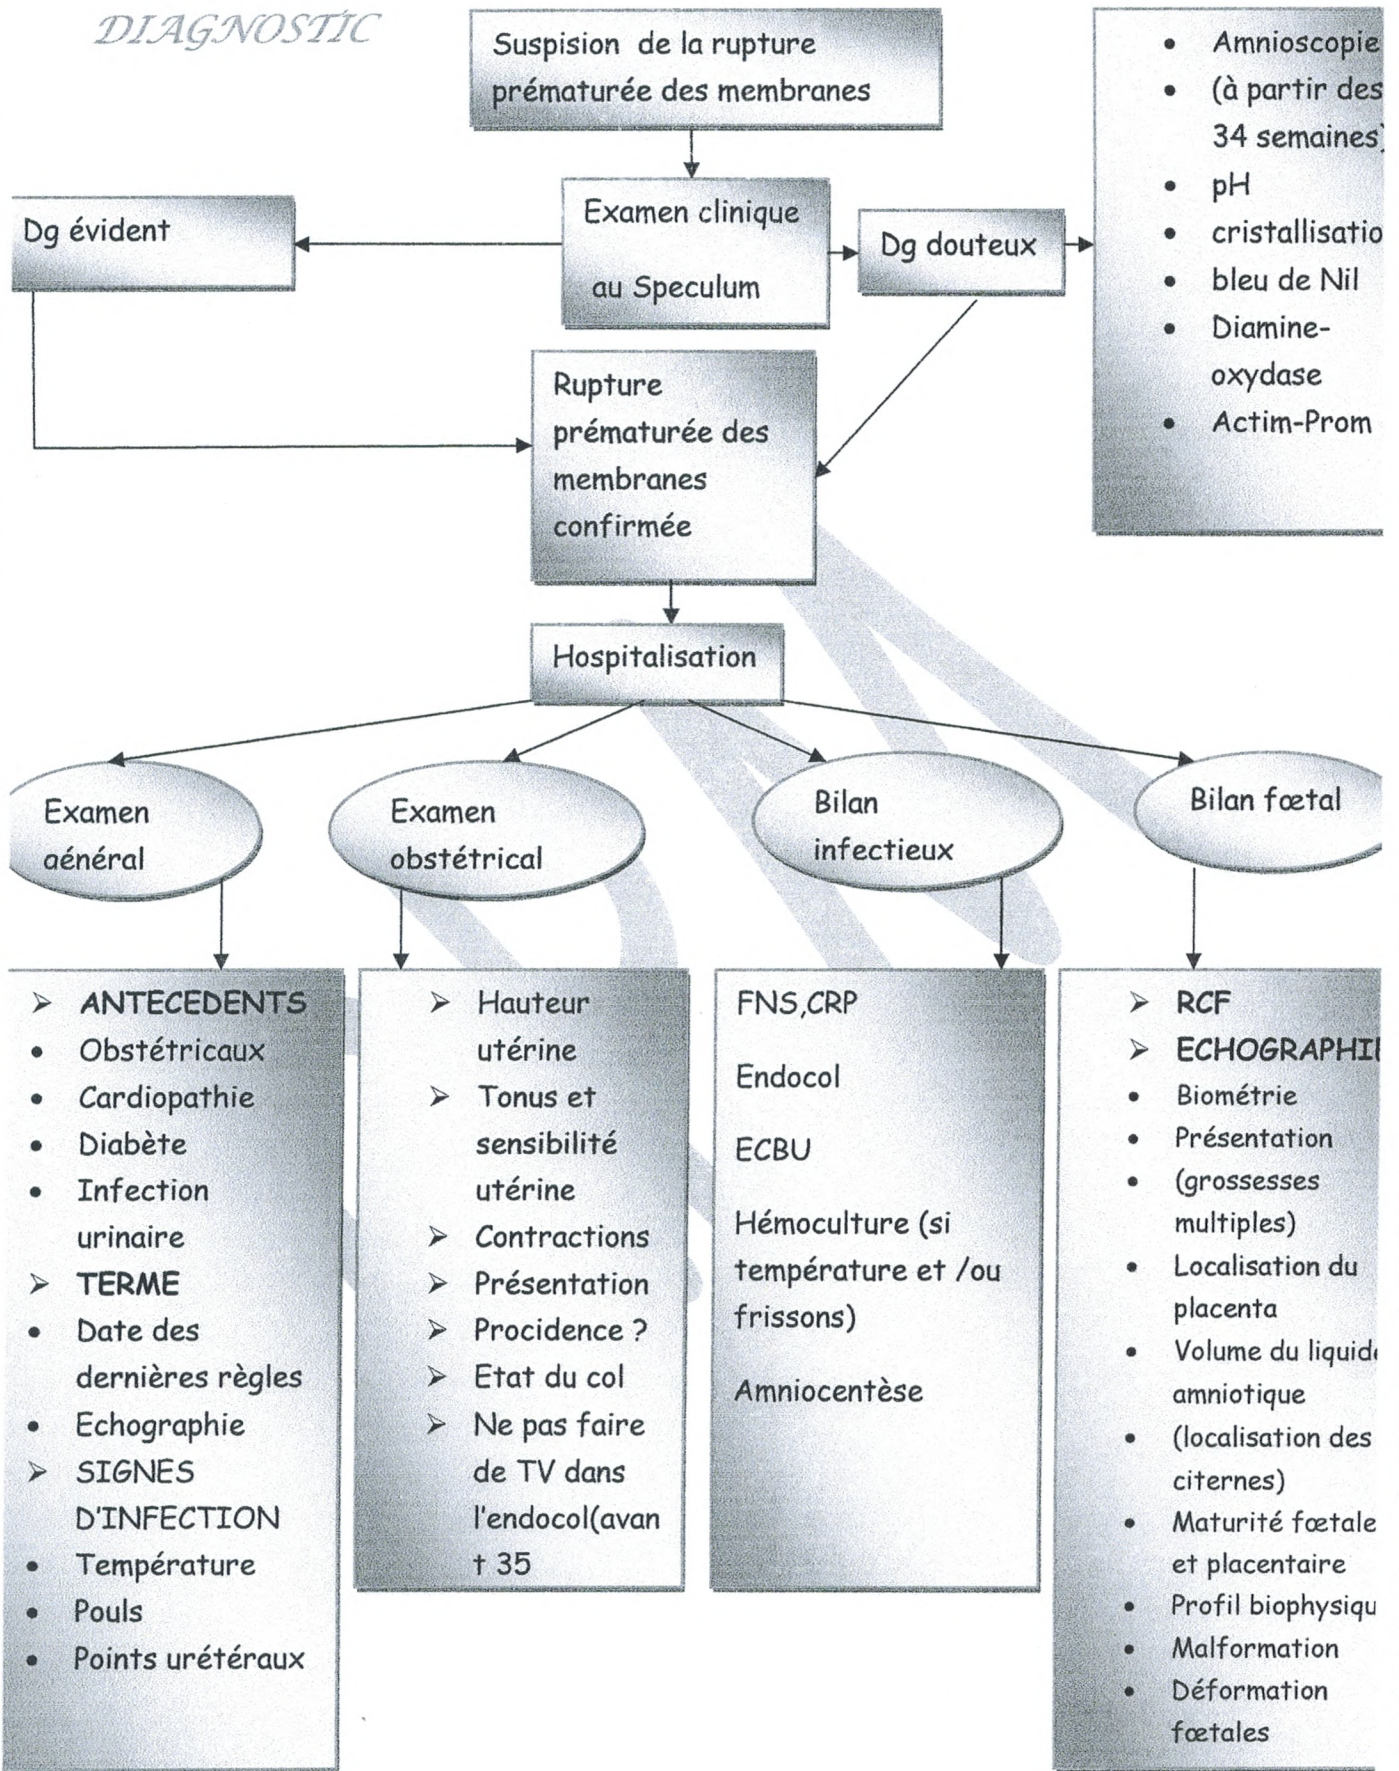 DIAGNOSTIC
Suspision de la rupture
prématurée des membranes
Amnioscopie
(à partir des
34 semaines)
pH
cristallisatio
bleu de Nil
Diamine-
oxydase
Actim-Prom
Dg évident
Examen clinique
au Speculum
Dg douteux
Rupture
prématurée des
membranes
confirmée
Hospitalisation
Examen
aénéral
Examen
obstétrical
Bilan
infectieux
Bilan fœtal
➤ ANTECEDENTS
• Obstétricaux
• Cardiopathie
• Diabète
• Infection
urinaire
➤ TERME
• Date des
dernières règles
• Echographie
➤ SIGNES
D'INFECTION
• Température
• Pouls
• Points urétéraux
➤ Hauteur
utérine
➤ Tonus et
sensibilité
utérine
➤ Contractions
➤ Présentation
➤ Procidence ?
➤ Etat du col
➤ Ne pas faire
de TV dans
l'endocol(avan
t 35
FNS,CRP
Endocol
ECBU
Hémoculture (si
température et /ou
frissons)
Amniocentèse
➤ RCF
➤ ECHOGRAPHIE
• Biométrie
• Présentation
• (grossesses
multiples)
• Localisation du
placenta
• Volume du liquide
amniotique
• (localisation des
citernes)
• Maturité fœtale
et placentaire
• Profil biophysiqu
• Malformation
• Déformation
fœtales